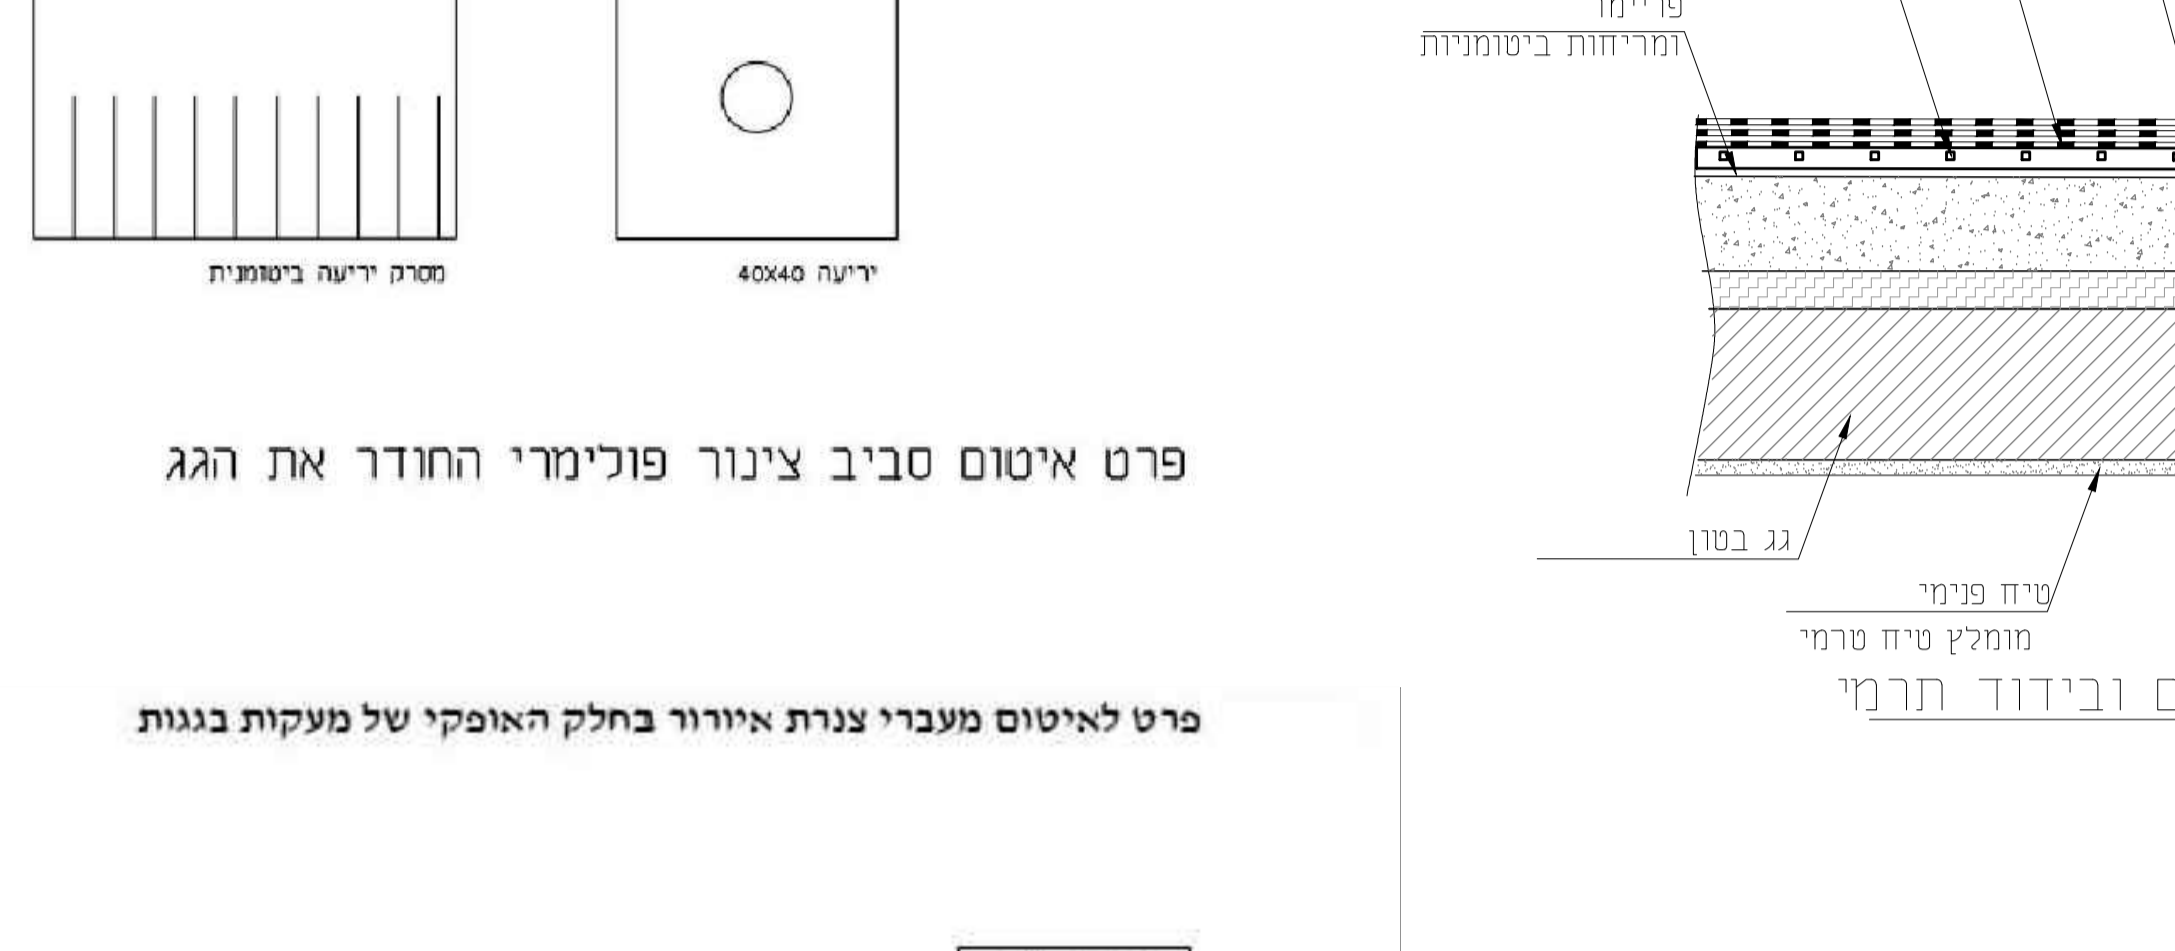 פריימר
ומריחות ביטומניות
מסרק יריעה ביטומנית
יריעה 40X40
פרט איטום סביב צינור פולימרי החודר את הגג
גג בטון
טיח פנימי
מומלץ טיח טרמי
ובידוד תרמי
פרט לאיטום מעברי צנרת איורור בחלק האופקי של מעקות בגגות